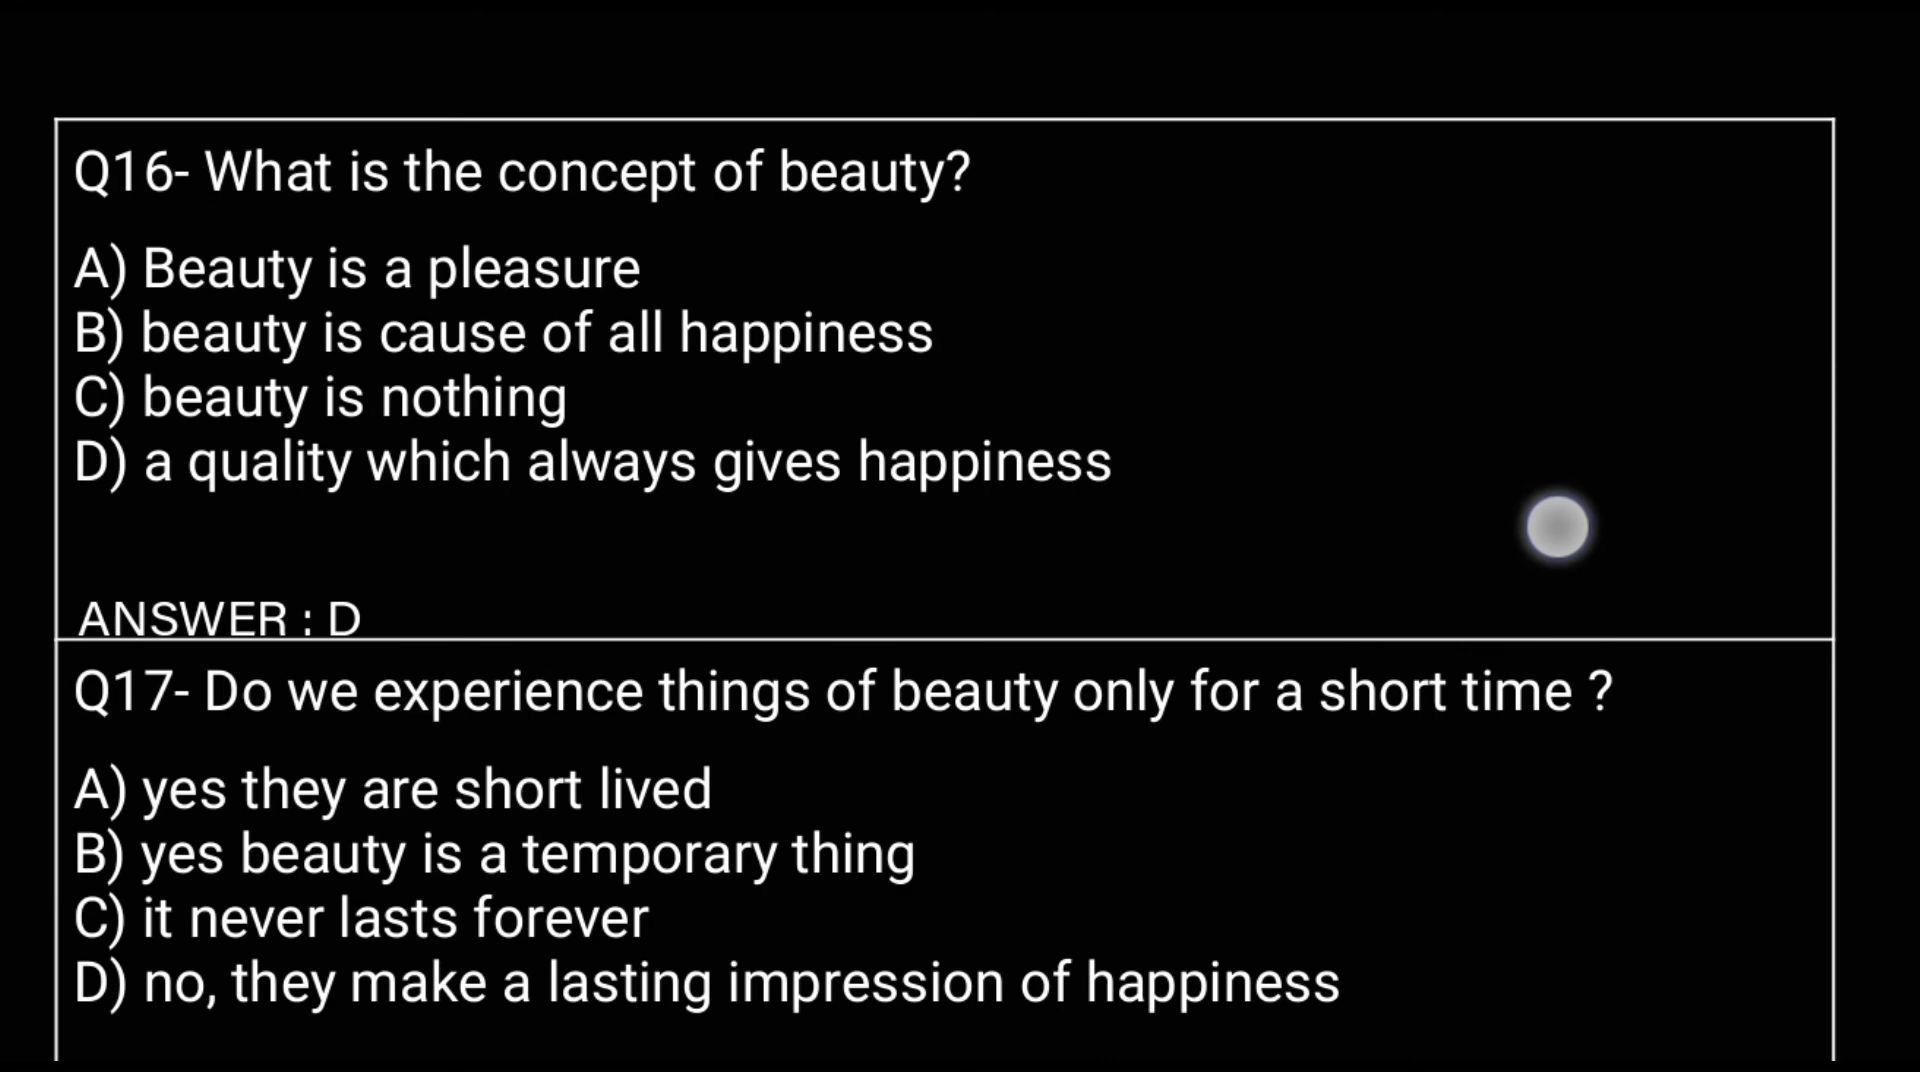 Q16- What is the concept of beauty?
A) Beauty is a pleasure
B) beauty is cause of all happiness
C) beauty is nothing
D) a quality which always gives happiness
ANSWER : D
Q17- Do we experience things of beauty only for a short time ?
A) yes they are short lived
B) yes beauty is a temporary thing
C) it never lasts forever
D) no, they make a lasting impression of happiness